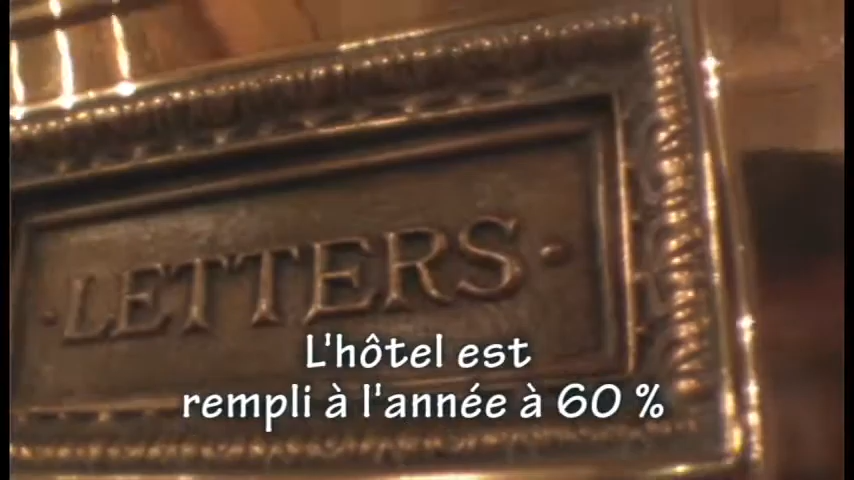 ·LETTERS·
L'hôtel est
rempli à l'année à 60 %